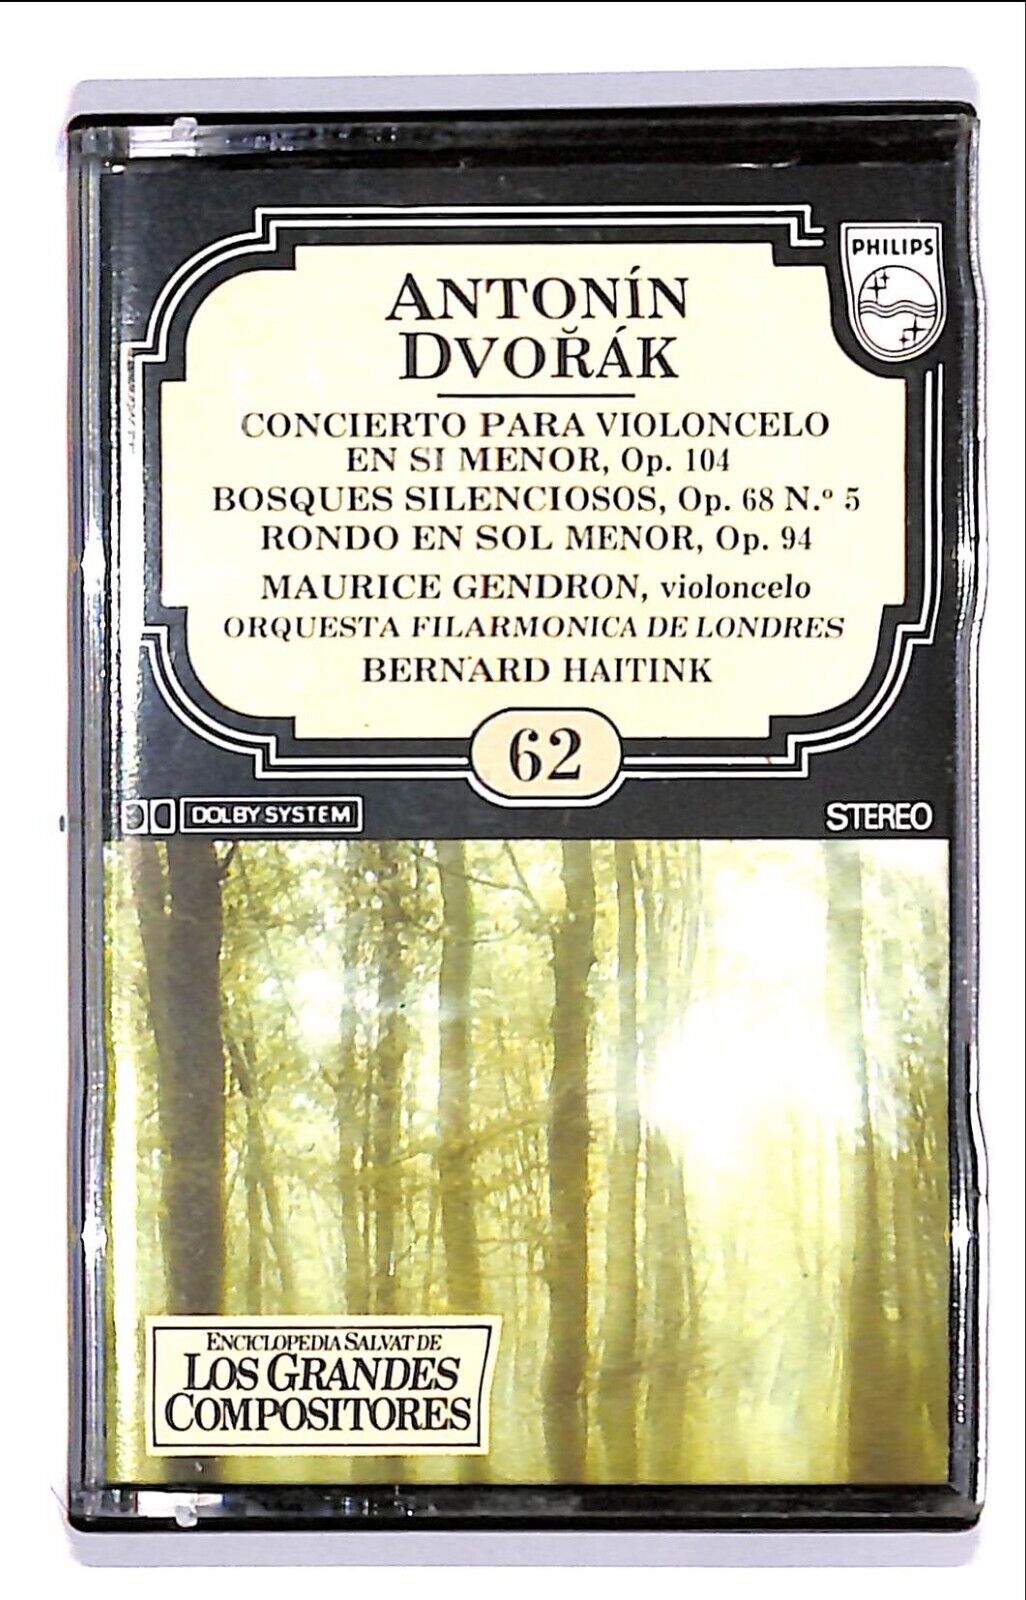 PHILIPS
ANTONÍN
DVOŘÁK
CONCIERTO PARA VIOLONCELO
EN SI MENOR, Op. 104
BOSQUES SILENCIOSOS, Op. 68 N.º 5
RONDO EN SOL MENOR, Op. 94
MAURICE GENDRON, violoncelo
ORQUESTA FILARMONICA DE LONDRES
BERNARD HAITINK
62
DOLBY SYSTEM
STEREO
ENCICLOPEDIA SALVAT DE
LOS GRANDES
COMPOSITORES